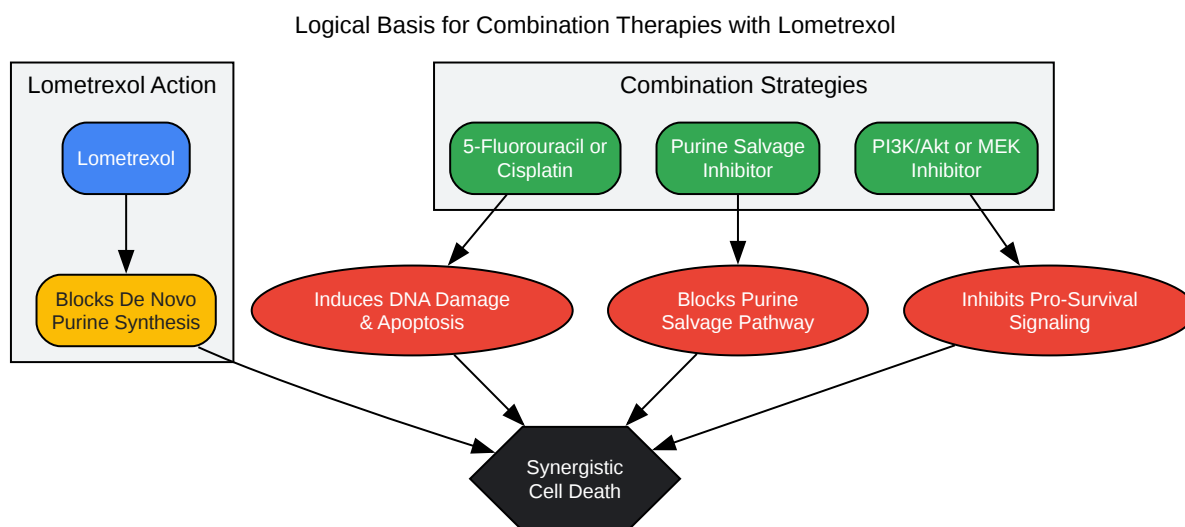 Logical Basis for Combination Therapies with Lometrexol
Lometrexol Action
Combination Strategies
Lometrexol
5-Fluorouracil or
Cisplatin
Purine Salvage
Inhibitor
PI3K/Akt or MEK
Inhibitor
Blocks De Novo
Purine Synthesis
Induces DNA Damage
& Apoptosis
Blocks Purine
Salvage Pathway
Inhibits Pro-Survival
Signaling
Synergistic
Cell Death